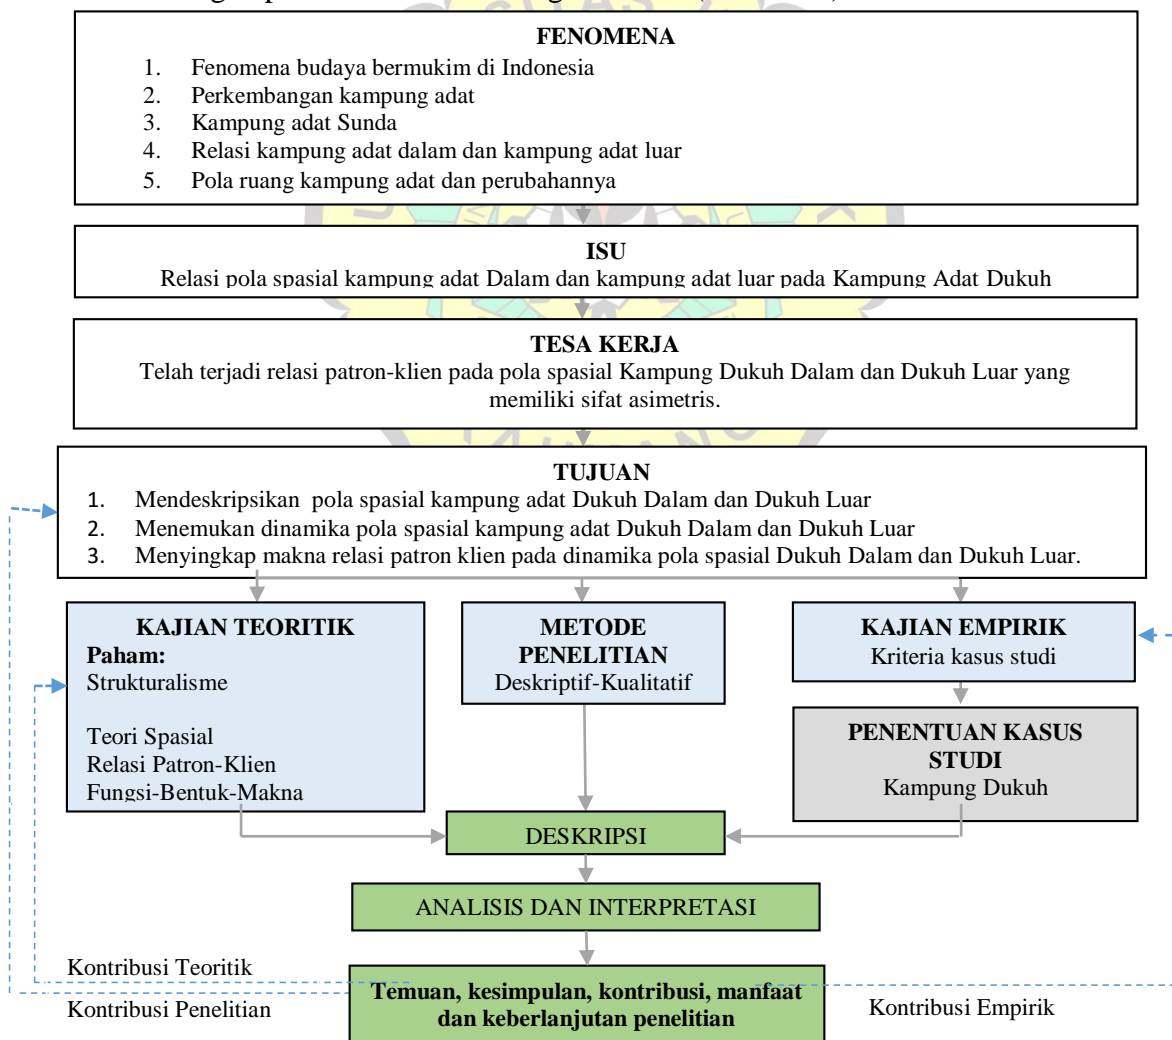 FENOMENA
1. Fenomena budaya bermukim di Indonesia
2. Perkembangan kampung adat
3. Kampung adat Sunda
4. Relasi kampung adat dalam dan kampung adat luar
5. Pola ruang kampung adat dan perubahannya
ISU
Relasi pola spasial kampung adat Dalam dan kampung adat luar pada Kampung Adat Dukuh
TESA KERJA
Telah terjadi relasi patron-klien pada pola spasial Kampung Dukuh Dalam dan Dukuh Luar yang
memiliki sifat asimetris.
TUJUAN
1. Mendeskripsikan pola spasial kampung adat Dukuh Dalam dan Dukuh Luar
2. Menemukan dinamika pola spasial kampung adat Dukuh Dalam dan Dukuh Luar
3. Menyingkap makna relasi patron klien pada dinamika pola spasial Dukuh Dalam dan Dukuh Luar.
KAJIAN TEORITIK
Paham:
Strukturalisme
Teori Spasial
Relasi Patron-Klien
Fungsi-Bentuk-Makna
METODE
PENELITIAN
Deskriptif-Kualitatif
KAJIAN EMPIRIK
Kriteria kasus studi
PENENTUAN KASUS
STUDI
Kampung Dukuh
DESKRIPSI
ANALISIS DAN INTERPRETASI
Kontribusi Teoritik
Kontribusi Penelitian
Temuan, kesimpulan, kontribusi, manfaat
dan keberlanjutan penelitian
Kontribusi Empirik